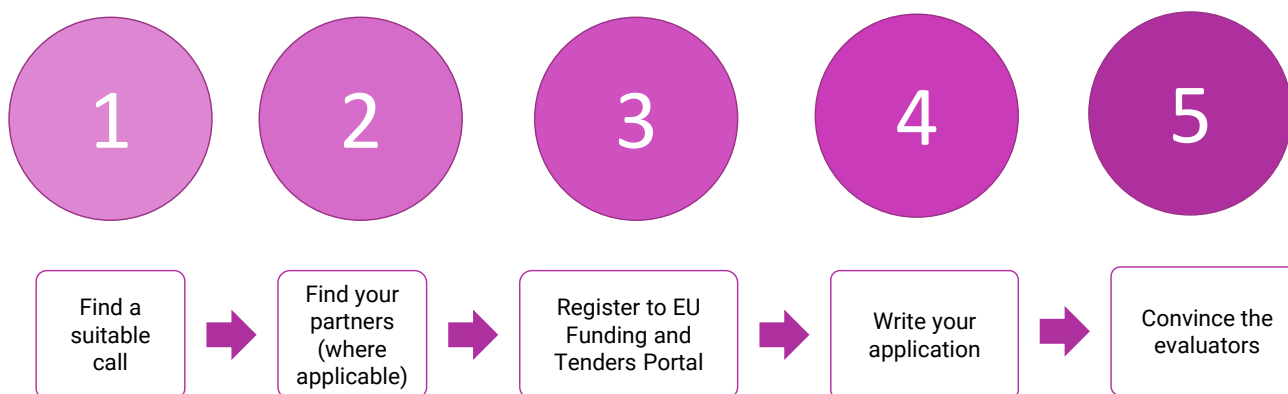 1
2
3
4
5
Find a
suitable
call
Find your
partners
(where
applicable)
Register to EU
Funding and
Tenders Portal
Write your
application
Convince the
evaluators